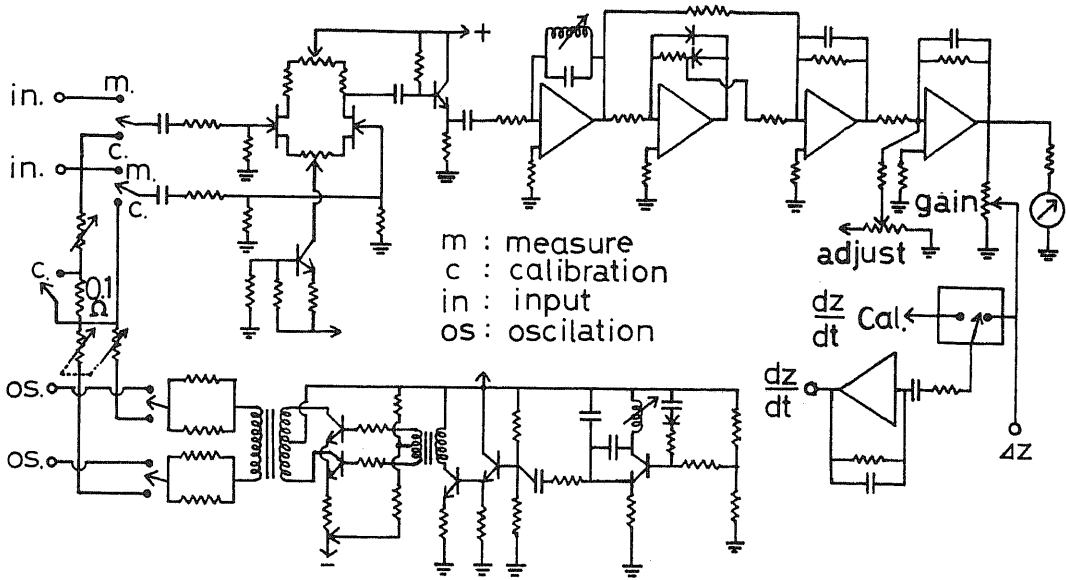 +
m.
in.
c.
in.
m.
c.
gain
adjust
m : measure
c : calibration
in : input
os : oscilation
c.
0.1
Ω
dz/dt Cal.
dz/dt
Δz
os.
os.
−